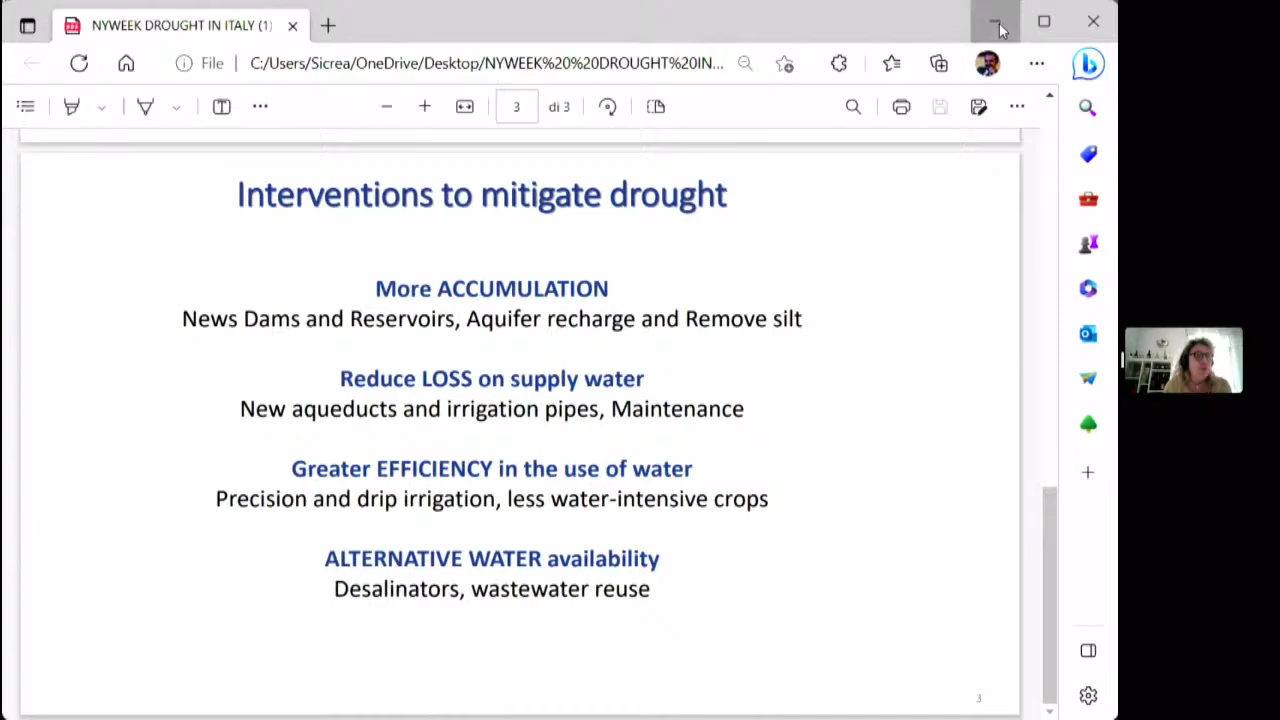 NYWEEK DROUGHT IN ITALY (1)
File
C:/Users/Sicrea/OneDrive/Desktop/NYWEEK%20%20DROUGHT%20IN...
3 di 3
Interventions to mitigate drought
More ACCUMULATION
News Dams and Reservoirs, Aquifer recharge and Remove silt
Reduce LOSS on supply water
New aqueducts and irrigation pipes, Maintenance
Greater EFFICIENCY in the use of water
Precision and drip irrigation, less water-intensive crops
ALTERNATIVE WATER availability
Desalinators, wastewater reuse
3